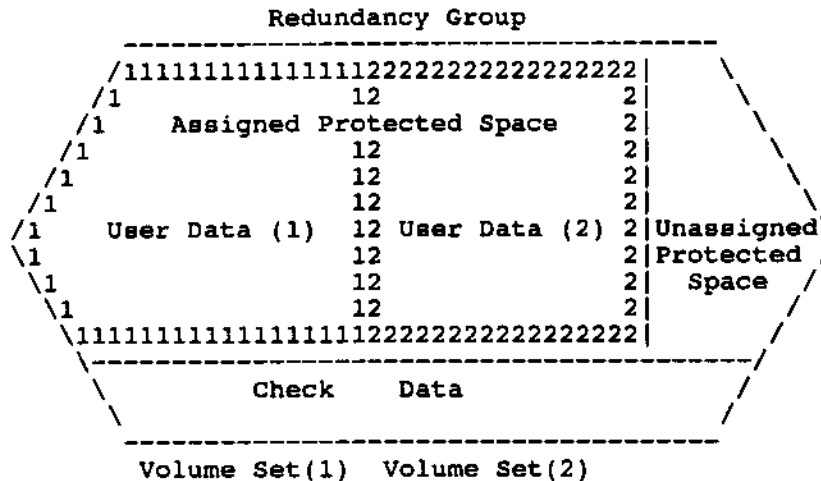 Redundancy Group
11111111111111122222222222222222
1 12 2
1 Assigned Protected Space 2
1 12 2
1 12 2
1 12 2
1 User Data (1) 12 User Data (2) 2 Unassigned
1 12 2 Protected
1 12 2 Space
1 12 2
11111111111111111122222222222222222
Check Data
Volume Set(1) Volume Set(2)